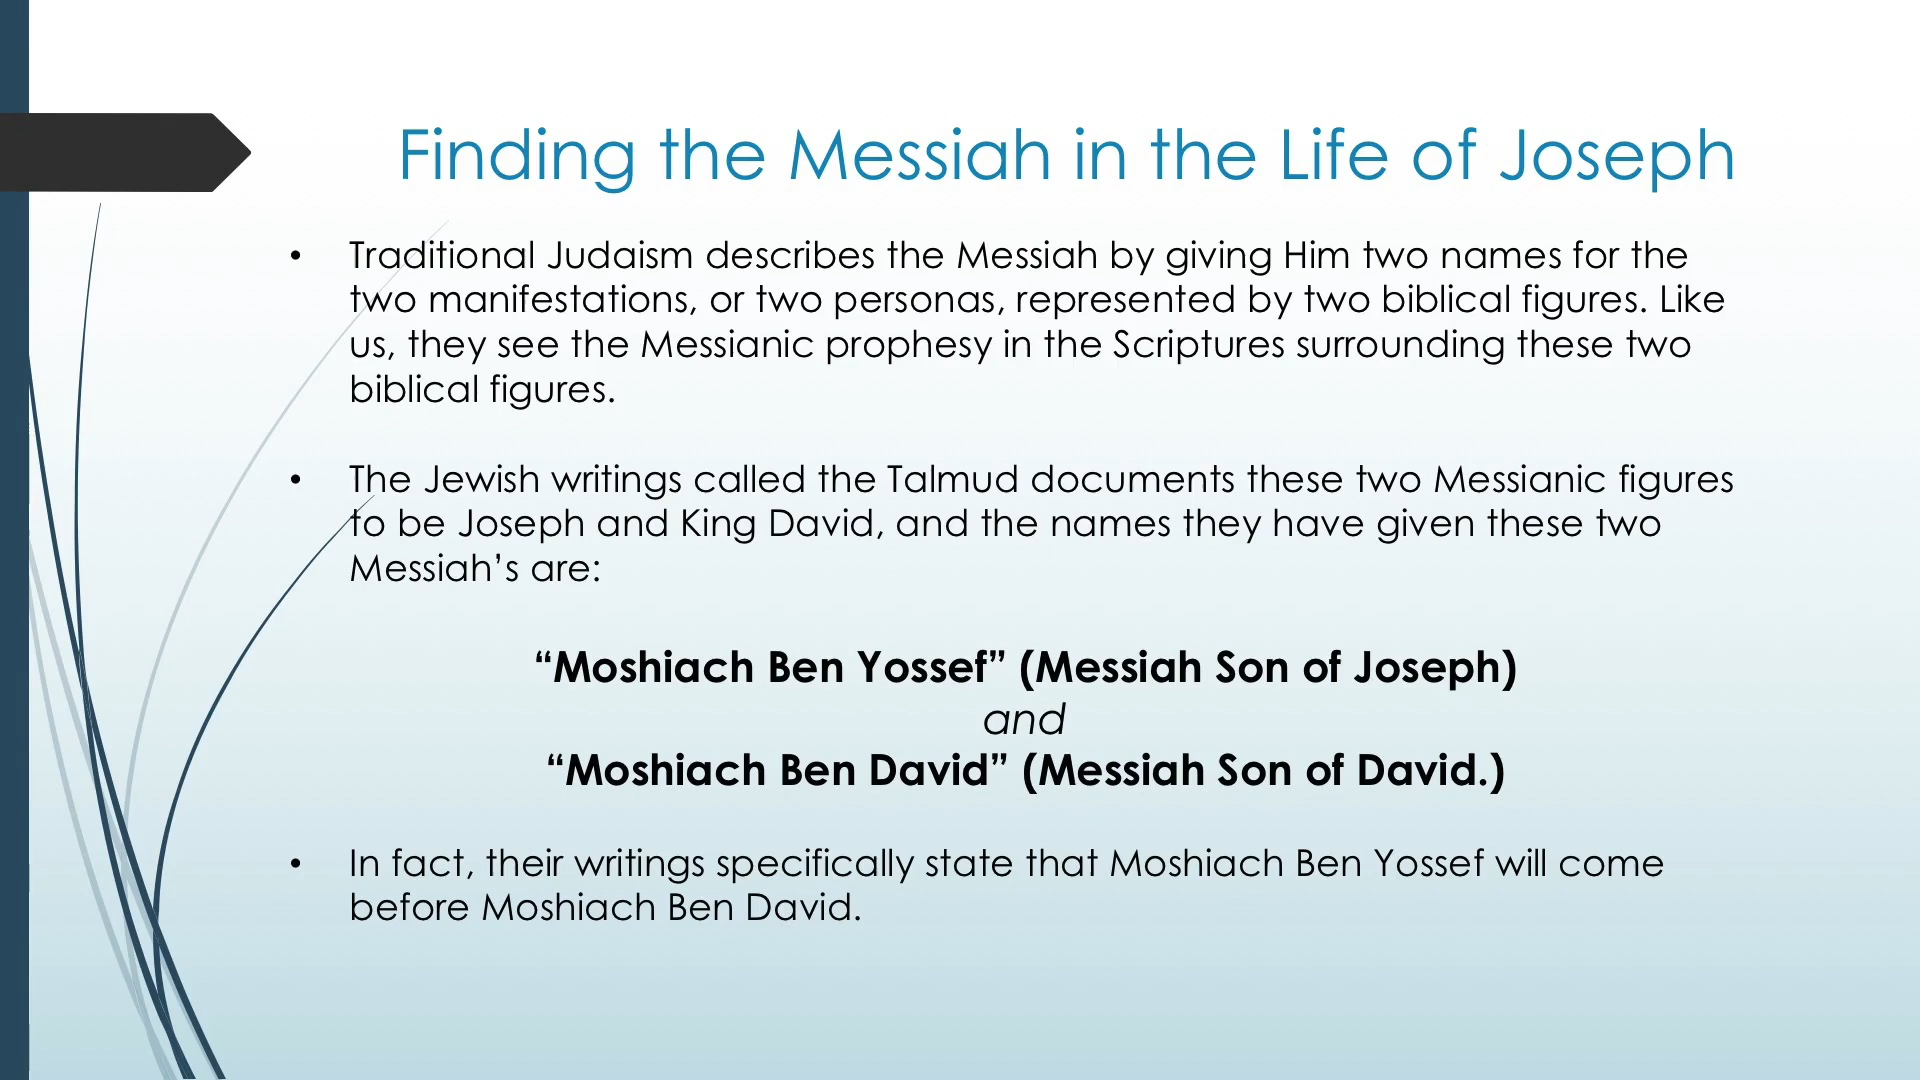 Finding the Messiah in the Life of Joseph
• Traditional Judaism describes the Messiah by giving Him two names for the
two manifestations, or two personas, represented by two biblical figures. Like
us, they see the Messianic prophesy in the Scriptures surrounding these two
biblical figures.
• The Jewish writings called the Talmud documents these two Messianic figures
to be Joseph and King David, and the names they have given these two
Messiah’s are:
“Moshiach Ben Yossef” (Messiah Son of Joseph)
and
“Moshiach Ben David” (Messiah Son of David.)
• In fact, their writings specifically state that Moshiach Ben Yossef will come
before Moshiach Ben David.